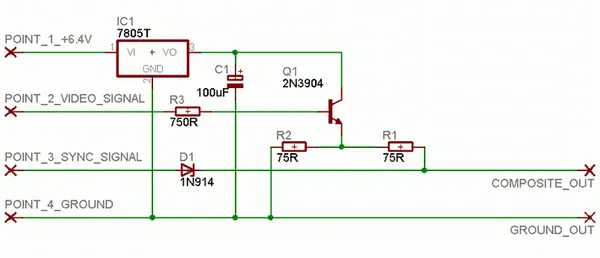 IC1
7805T
POINT_1_+6.4V
1
VI
+
VO
3
GND
2
C1
+
100uF
Q1
2N3904
POINT_2_VIDEO_SIGNAL
R3
750R
R2
75R
R1
75R
POINT_3_SYNC_SIGNAL
D1
1N914
COMPOSITE_OUT
POINT_4_GROUND
GROUND_OUT